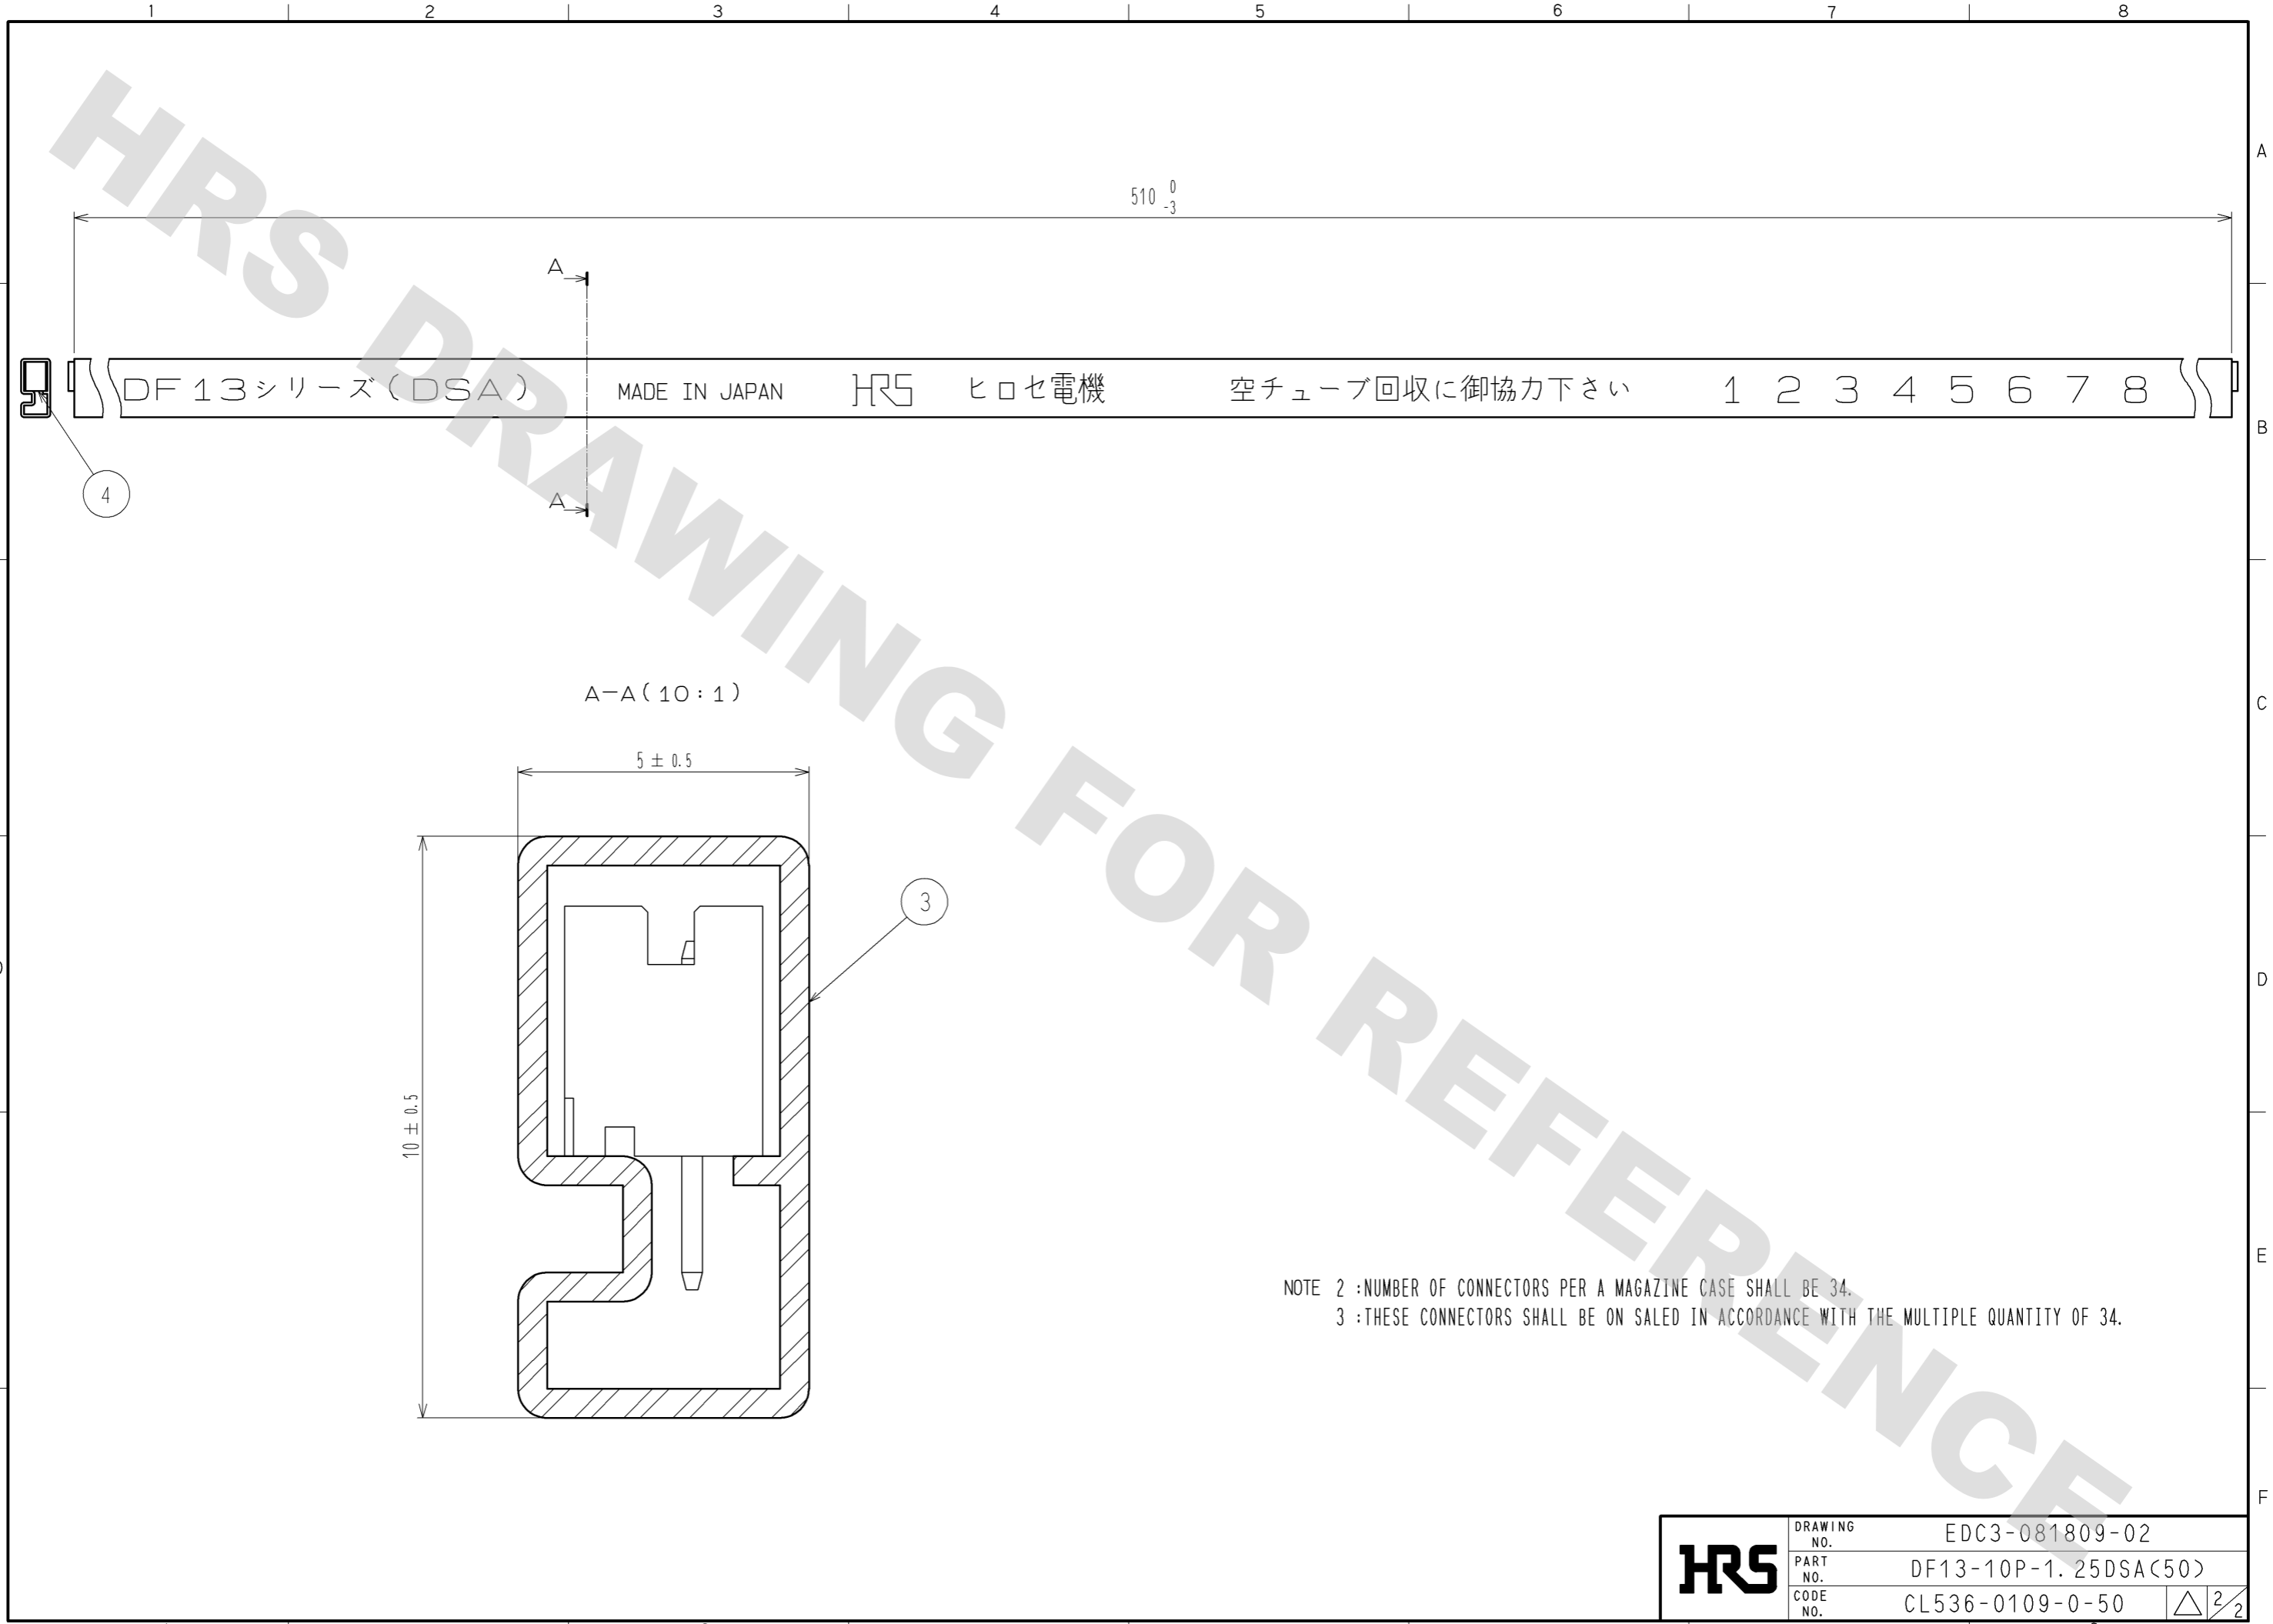 1 2 3 4 5 6 7 8
HRS DRAWING FOR REFERENCE
A
510 0 -3
A
DF13シリーズ(DSA) MADE IN JAPAN HRS ヒロセ電機 空チューブ回収に御協力下さい 1 2 3 4 5 6 7 8
B
4
A
A-A(10:1)
C
5±0.5
3
D
10±0.5
E
NOTE 2 :NUMBER OF CONNECTORS PER A MAGAZINE CASE SHALL BE 34.
3 :THESE CONNECTORS SHALL BE ON SALED IN ACCORDANCE WITH THE MULTIPLE QUANTITY OF 34.
F
HRS
DRAWING NO. EDC3-081809-02
PART NO. DF13-10P-1.25DSA(50)
CODE NO. CL536-0109-0-50 2/2